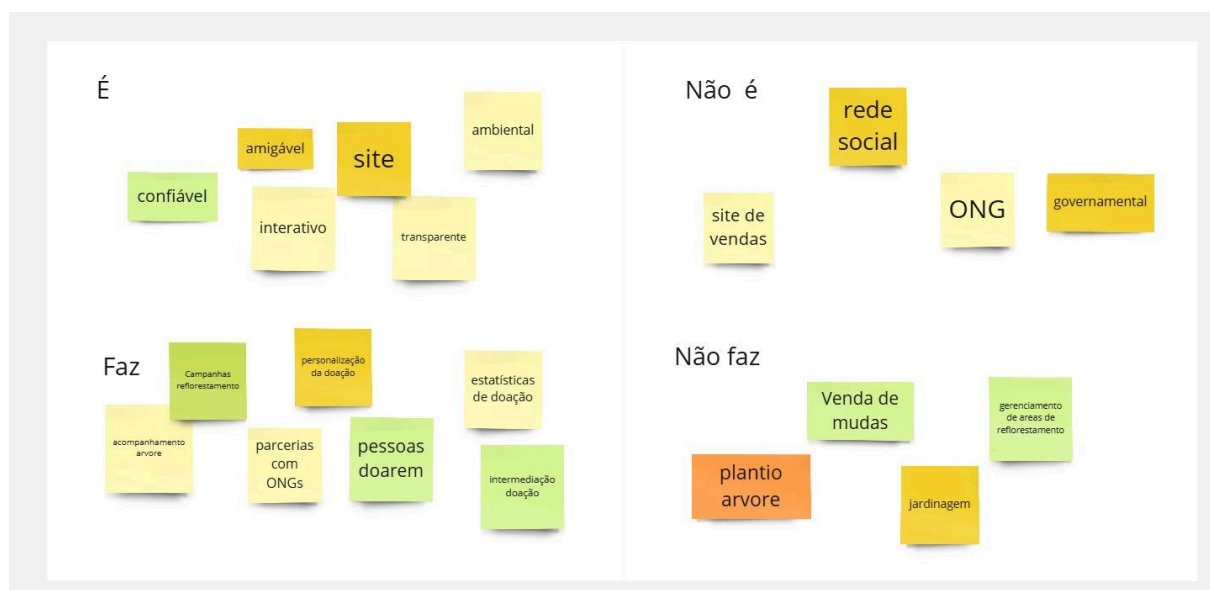 É
amigável
site
ambiental
confiável
interativo
transparente
Não é
rede
social
site de
vendas
ONG
governamental
Faz
Campanhas
reflorestamento
personalização
da doação
estatísticas
de doação
acompanhamento
arvore
parcerias
com
ONGs
pessoas
doarem
intermediação
doação
Não faz
Venda de
mudas
gerenciamento
de areas de
reflorestamento
plantio
arvore
jardinagem